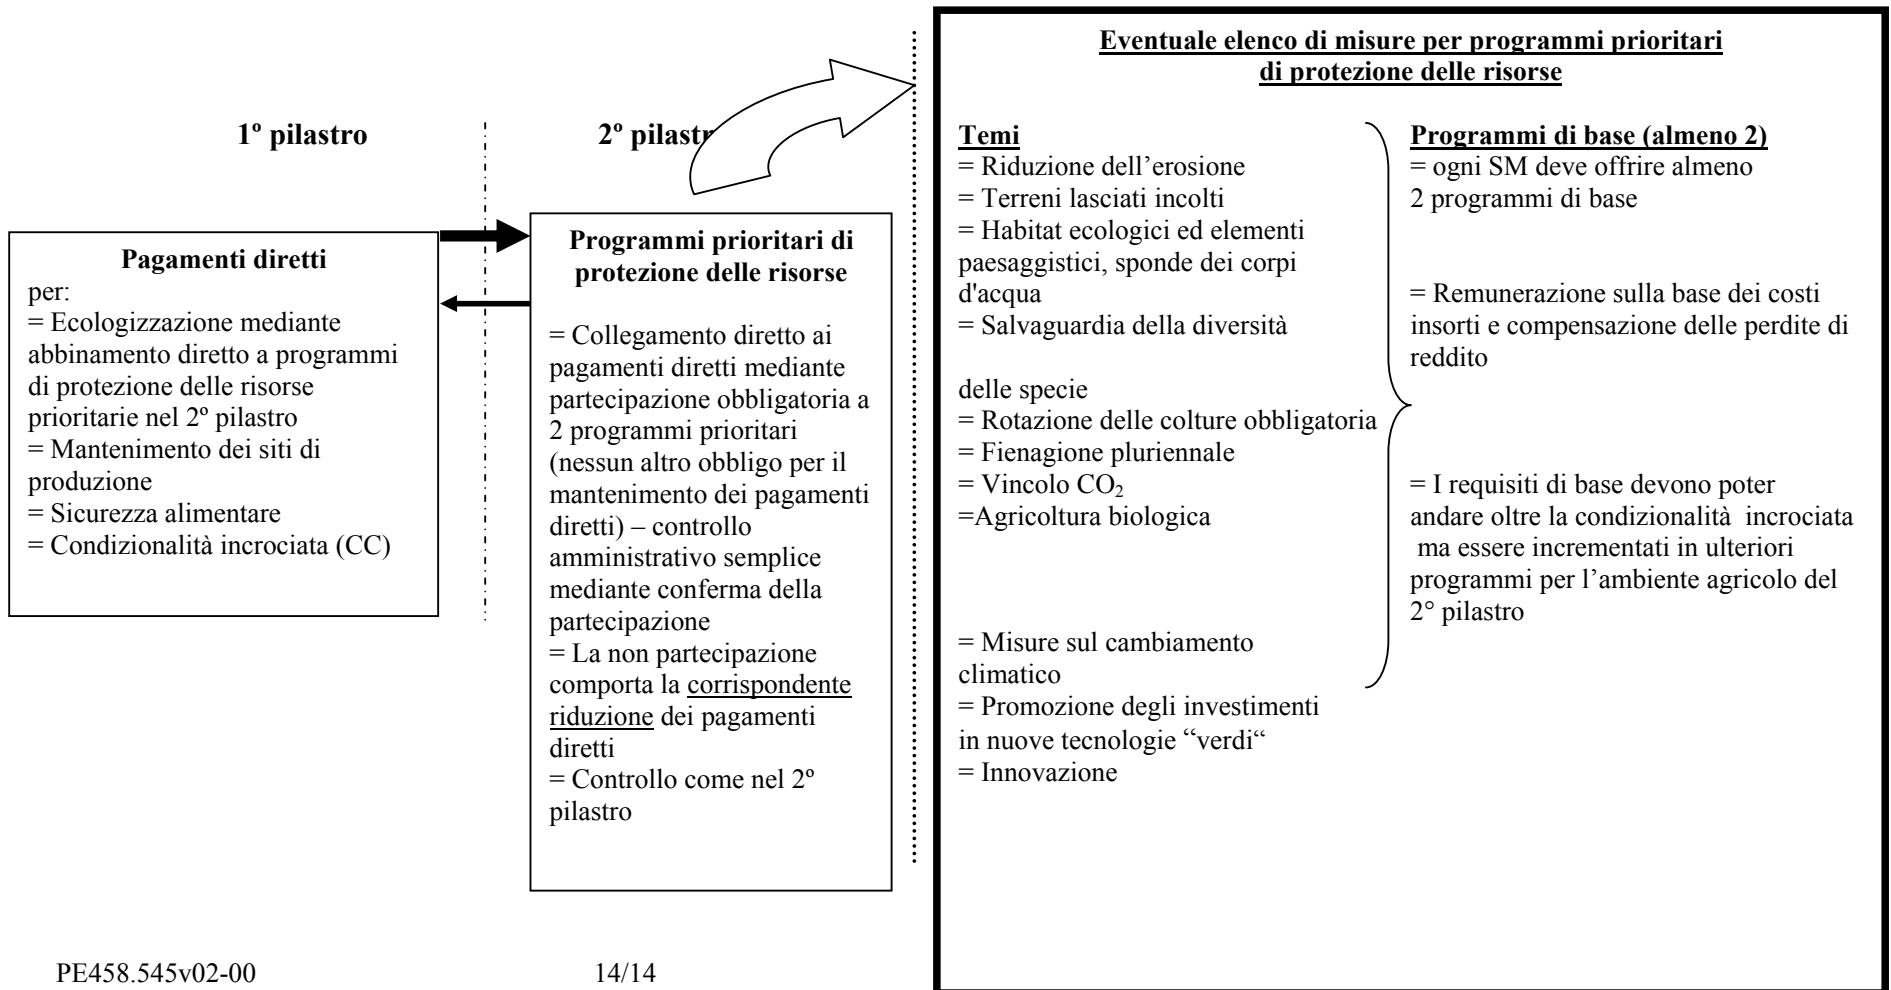 1º pilastro
Pagamenti diretti
per:
= Ecologizzazione mediante
abbinamento diretto a programmi
di protezione delle risorse
prioritarie nel 2º pilastro
= Mantenimento dei siti di
produzione
= Sicurezza alimentare
= Condizionalità incrociata (CC)
2º pilastr
Programmi prioritari di
protezione delle risorse
= Collegamento diretto ai
pagamenti diretti mediante
partecipazione obbligatoria a
2 programmi prioritari
(nessun altro obbligo per il
mantenimento dei pagamenti
diretti) – controllo
amministrativo semplice
mediante conferma della
partecipazione
= La non partecipazione
comporta la corrispondente
riduzione dei pagamenti
diretti
= Controllo come nel 2º
pilastro
Eventuale elenco di misure per programmi prioritari
di protezione delle risorse
Temi
= Riduzione dell’erosione
= Terreni lasciati incolti
= Habitat ecologici ed elementi
paesaggistici, sponde dei corpi
d'acqua
= Salvaguardia della diversità
delle specie
= Rotazione delle colture obbligatoria
= Fienagione pluriennale
= Vincolo CO₂
=Agricoltura biologica
= Misure sul cambiamento
climatico
= Promozione degli investimenti
in nuove tecnologie “verdi“
= Innovazione
Programmi di base (almeno 2)
= ogni SM deve offrire almeno
2 programmi di base
= Remunerazione sulla base dei costi
insorti e compensazione delle perdite di
reddito
= I requisiti di base devono poter
andare oltre la condizionalità incrociata
ma essere incrementati in ulteriori
programmi per l’ambiente agricolo del
2° pilastro
PE458.545v02-00
14/14